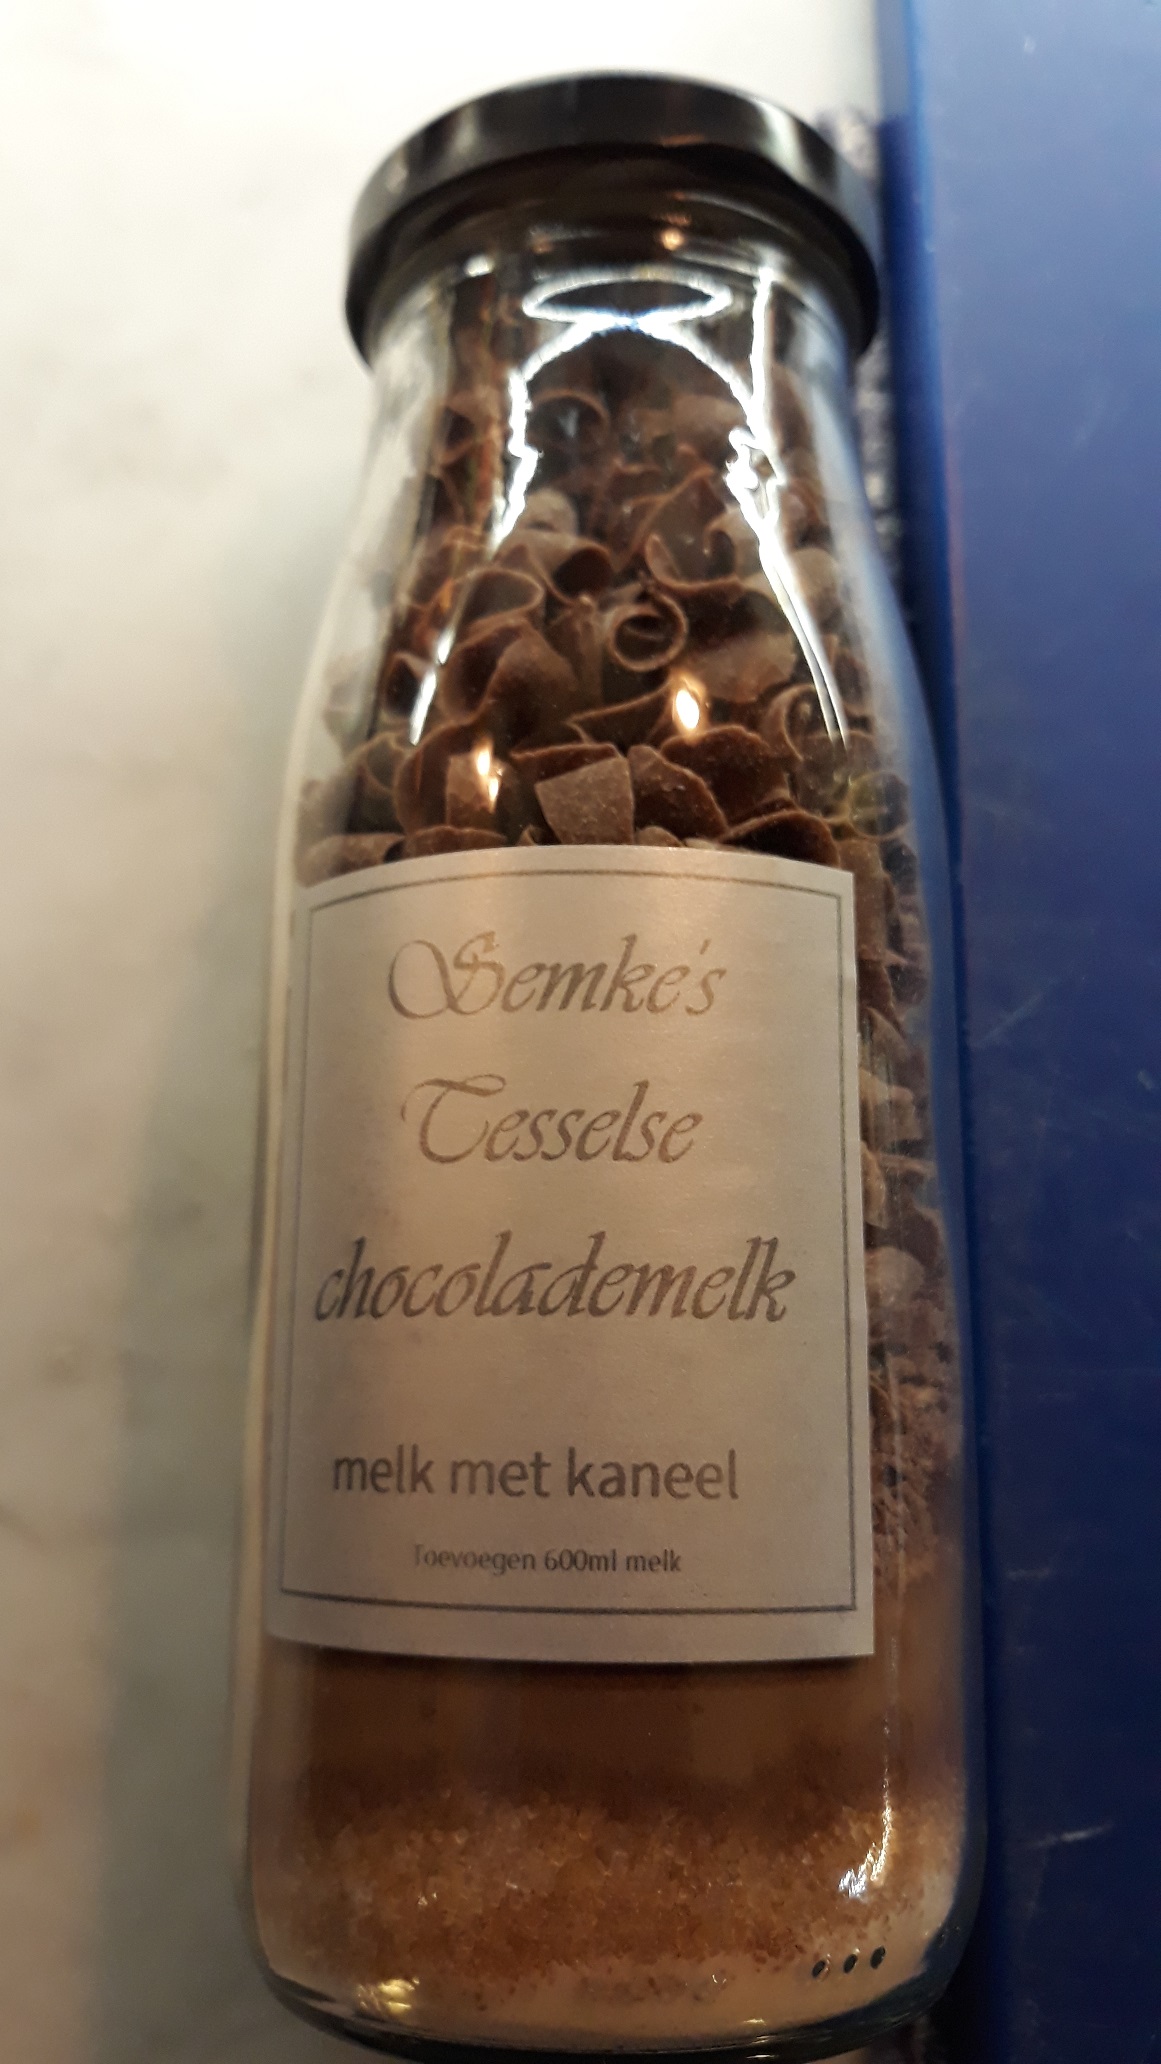 Semke's
Tesselse
chocolademelk
melk met kaneel
Toevoegen 600ml melk